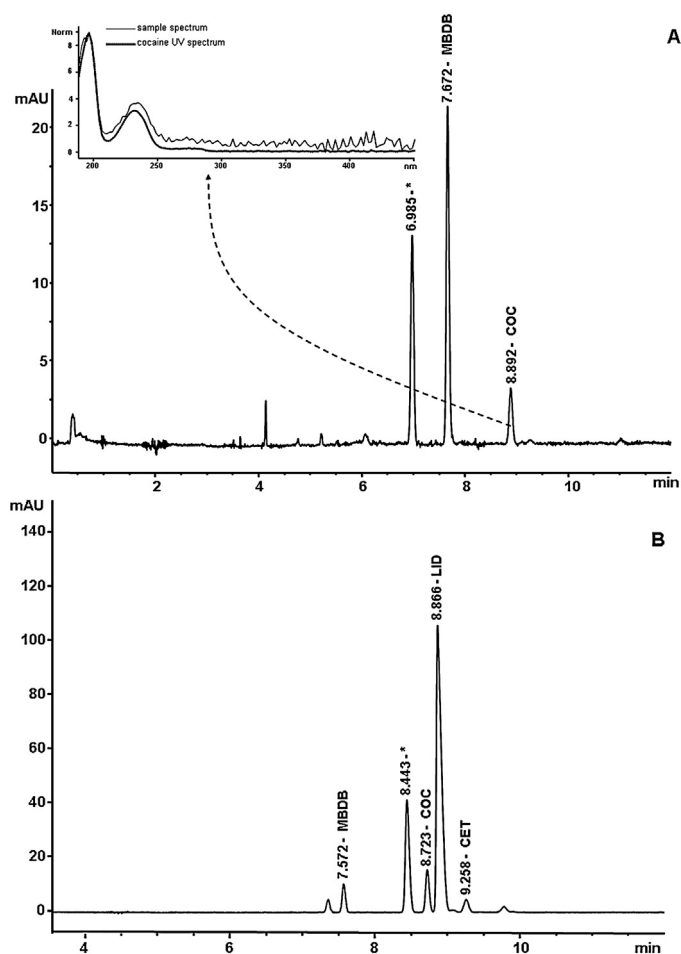 Norm
8
6
4
2
0
sample spectrum
cocaine UV spectrum
200 250 300 350 400 nm
A
mAU
20
15
10
5
0
6.985 - *
7.672 - MBDB
8.892 - COC
2 4 6 8 10 min
mAU
B
140
120
100
80
60
40
20
0
7.572 - MBDB
8.443 - *
8.723 - COC
8.866 - LID
9.258 - CET
4 6 8 10 min